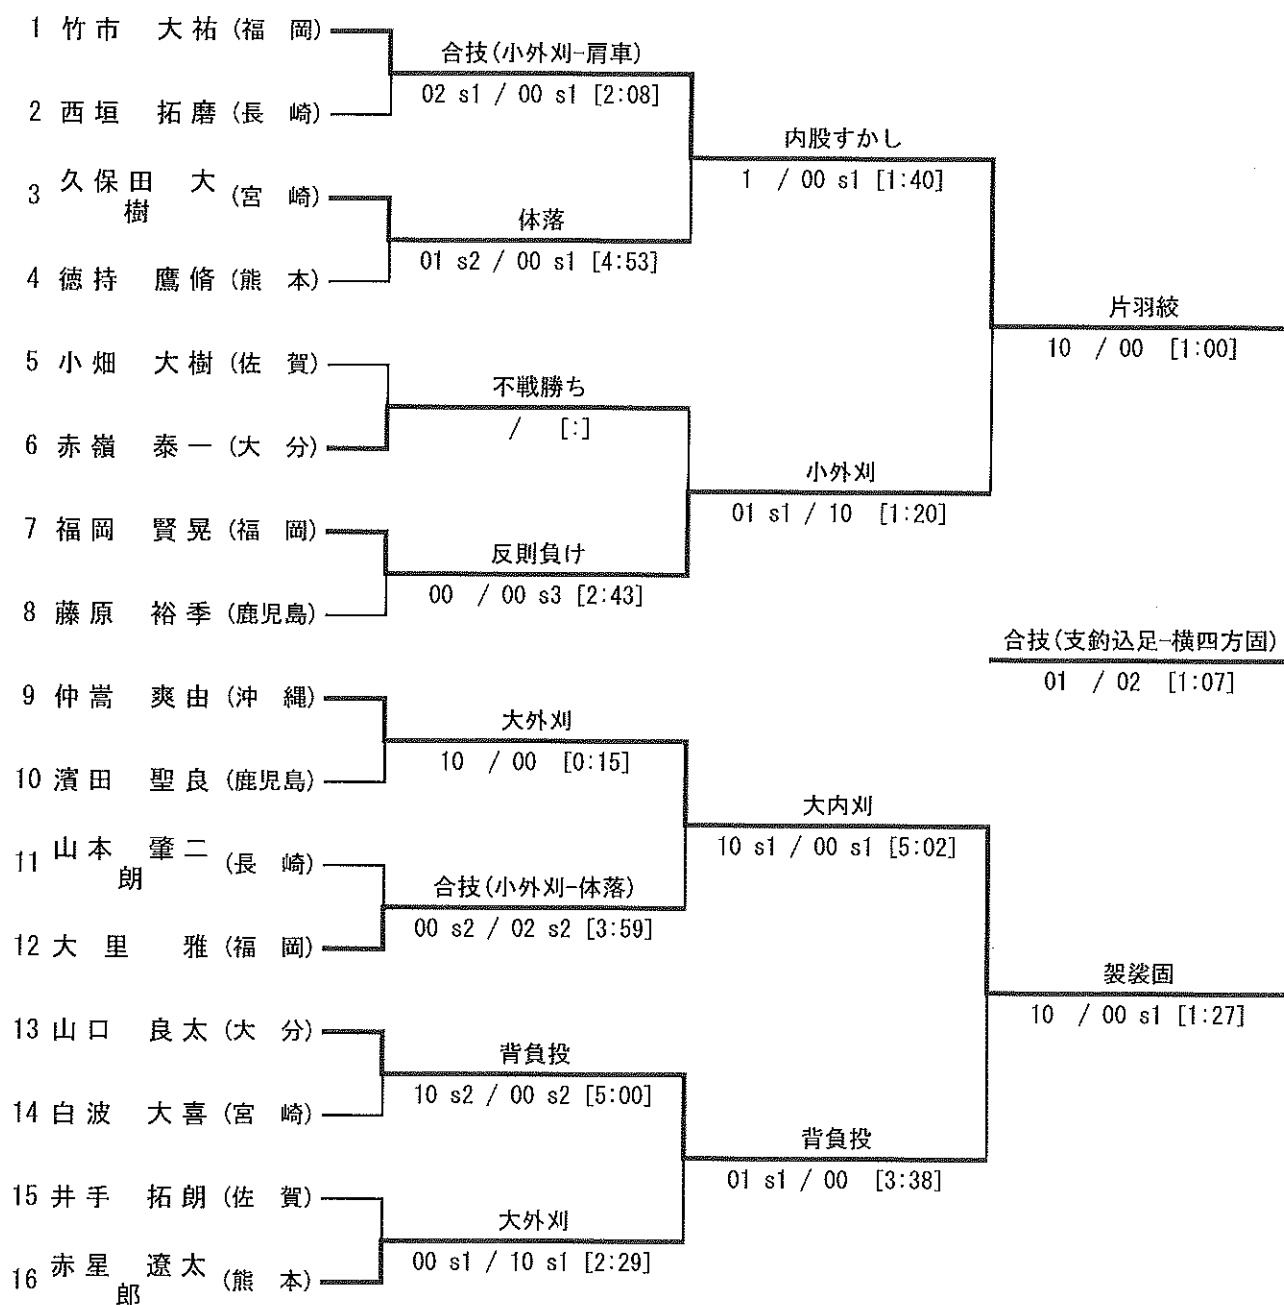 1 竹市 大祐 (福岡)
合技(小外刈-肩車)
02 s1 / 00 s1 [2:08]
2 西垣 拓磨 (長崎)
内股すかし
1 / 00 s1 [1:40]
3 久保田 大樹 (宮崎)
体落
01 s2 / 00 s1 [4:53]
4 徳持 鷹脩 (熊本)
片羽絞
10 / 00 [1:00]
5 小畑 大樹 (佐賀)
不戦勝ち
/ [:]
6 赤嶺 泰一 (大分)
小外刈
01 s1 / 10 [1:20]
7 福岡 賢晃 (福岡)
反則負け
00 / 00 s3 [2:43]
8 藤原 裕季 (鹿児島)
合技(支釣込足-横四方固)
01 / 02 [1:07]
9 仲嵩 爽由 (沖縄)
大外刈
10 / 00 [0:15]
10 濱田 聖良 (鹿児島)
大内刈
10 s1 / 00 s1 [5:02]
11 山本 肇二朗 (長崎)
合技(小外刈-体落)
00 s2 / 02 s2 [3:59]
12 大里 雅 (福岡)
袈裟固
10 / 00 s1 [1:27]
13 山口 良太 (大分)
背負投
10 s2 / 00 s2 [5:00]
14 白波 大喜 (宮崎)
背負投
01 s1 / 00 [3:38]
15 井手 拓朗 (佐賀)
大外刈
00 s1 / 10 s1 [2:29]
16 赤星 遼太郎 (熊本)